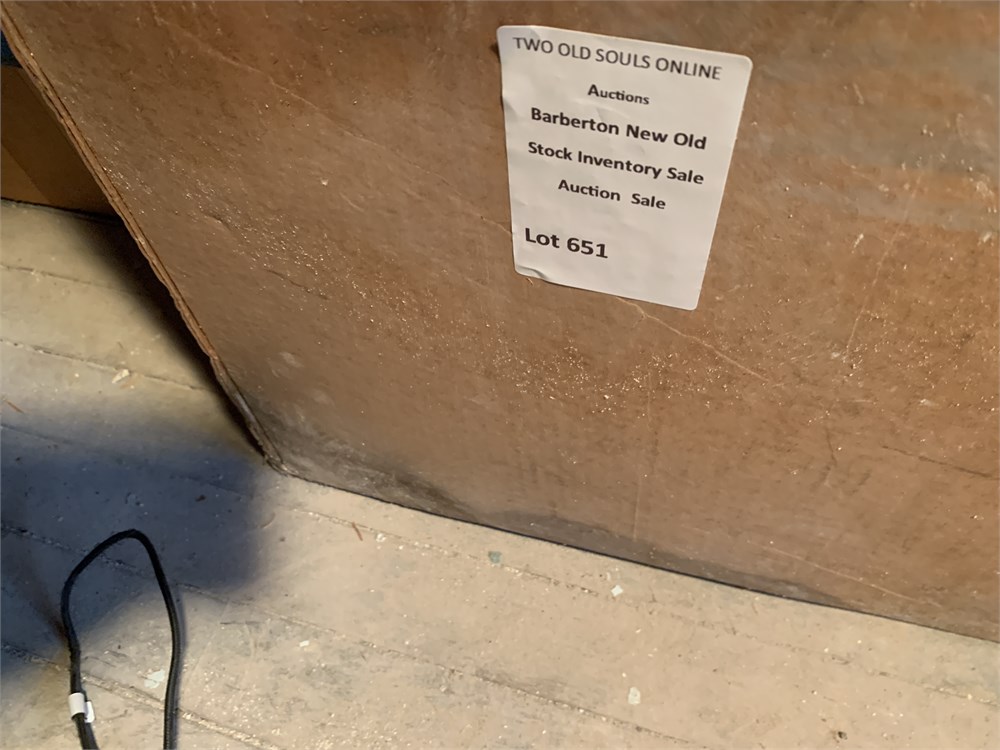 TWO OLD SOULS ONLINE
Auctions
Barberton New Old
Stock Inventory Sale
Auction Sale
Lot 651